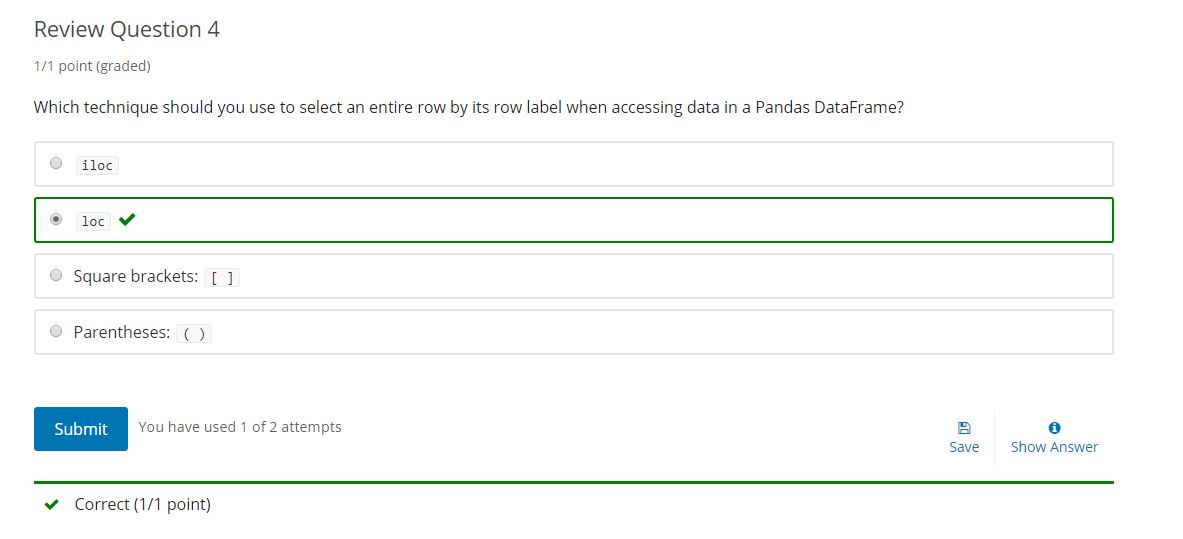 Review Question 4
1/1 point (graded)
Which technique should you use to select an entire row by its row label when accessing data in a Pandas DataFrame?
iloc
loc
Square brackets: [ ]
Parentheses: ( )
Submit
You have used 1 of 2 attempts
Save
Show Answer
Correct (1/1 point)